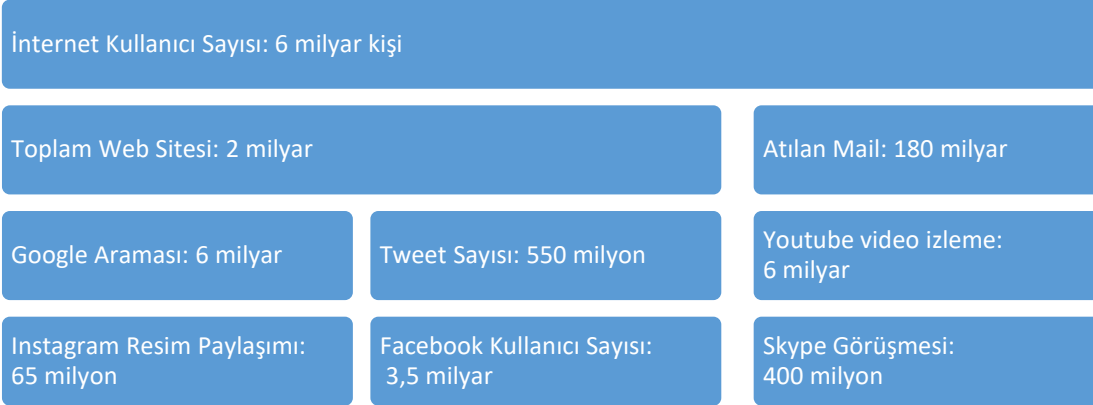 İnternet Kullanıcı Sayısı: 6 milyar kişi
Toplam Web Sitesi: 2 milyar
Atılan Mail: 180 milyar
Google Araması: 6 milyar
Tweet Sayısı: 550 milyon
Youtube video izleme:
6 milyar
Instagram Resim Paylaşımı:
65 milyon
Facebook Kullanıcı Sayısı:
3,5 milyar
Skype Görüşmesi:
400 milyon